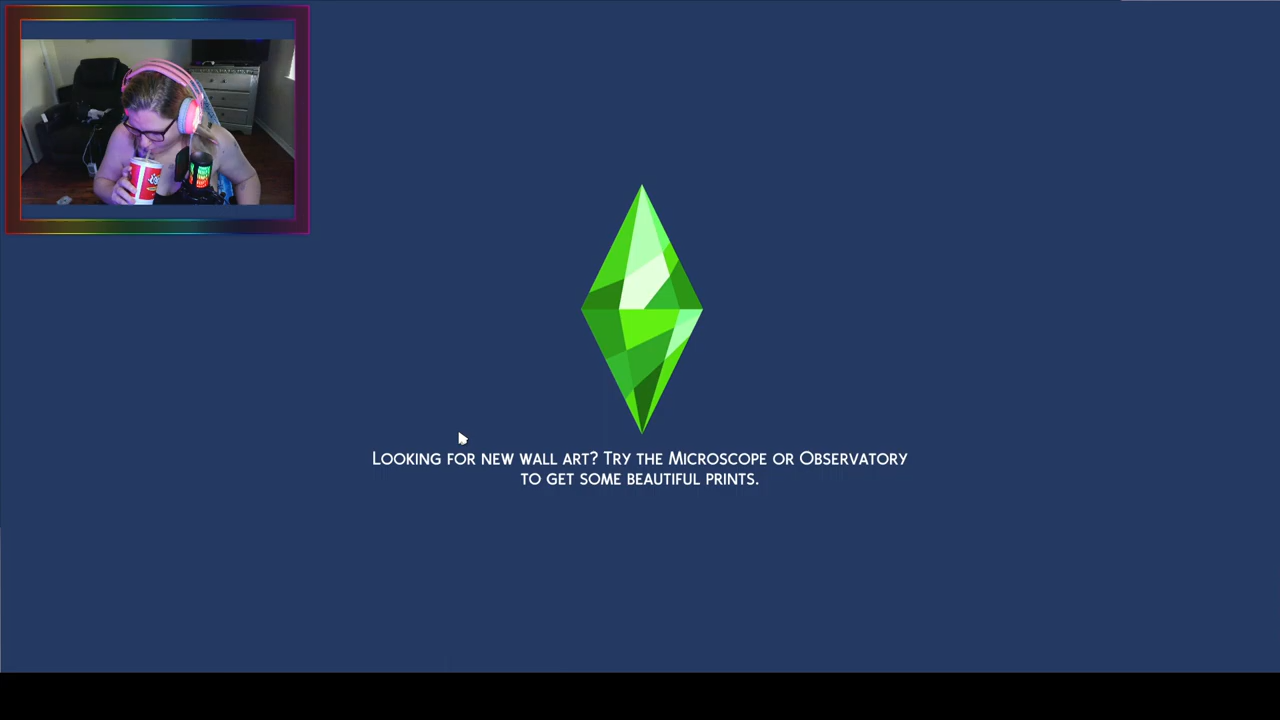 Looking for new wall art? Try the Microscope or Observatory
to get some beautiful prints.